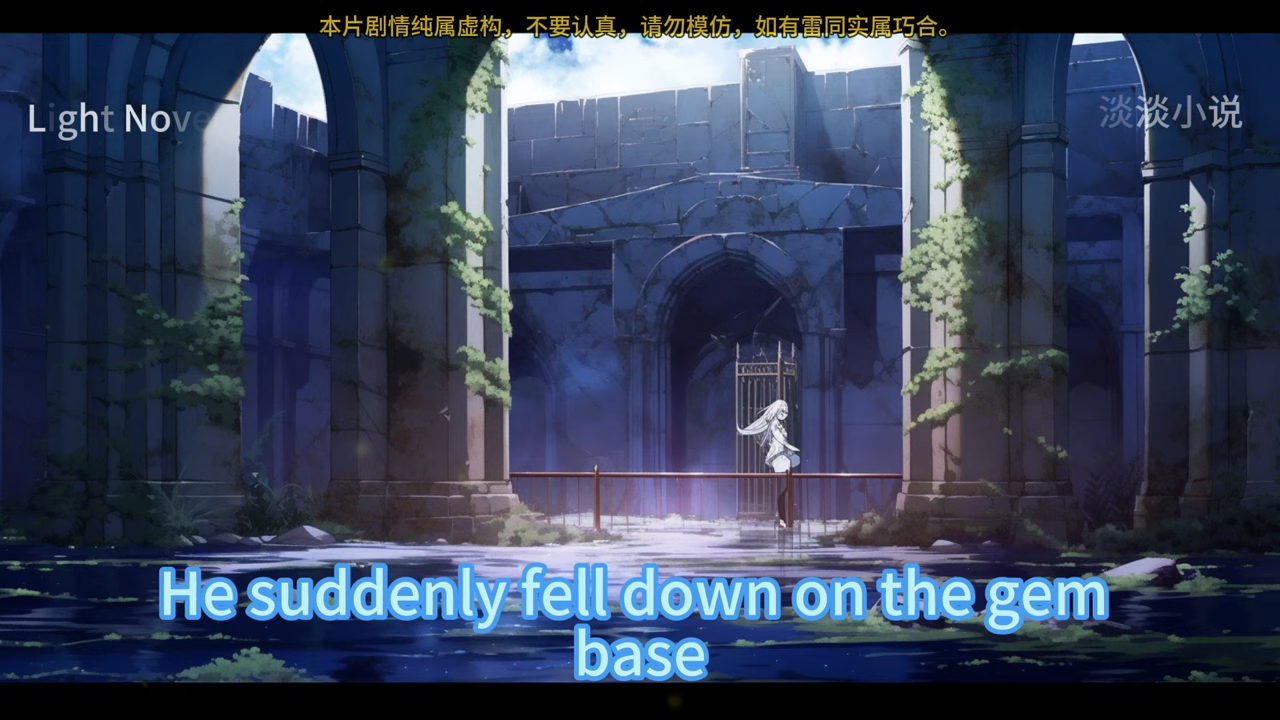 本片剧情纯属虚构，不要认真，请勿模仿，如有雷同实属巧合。
Light Nove
淡淡小说
He suddenly fell down on the gem
base